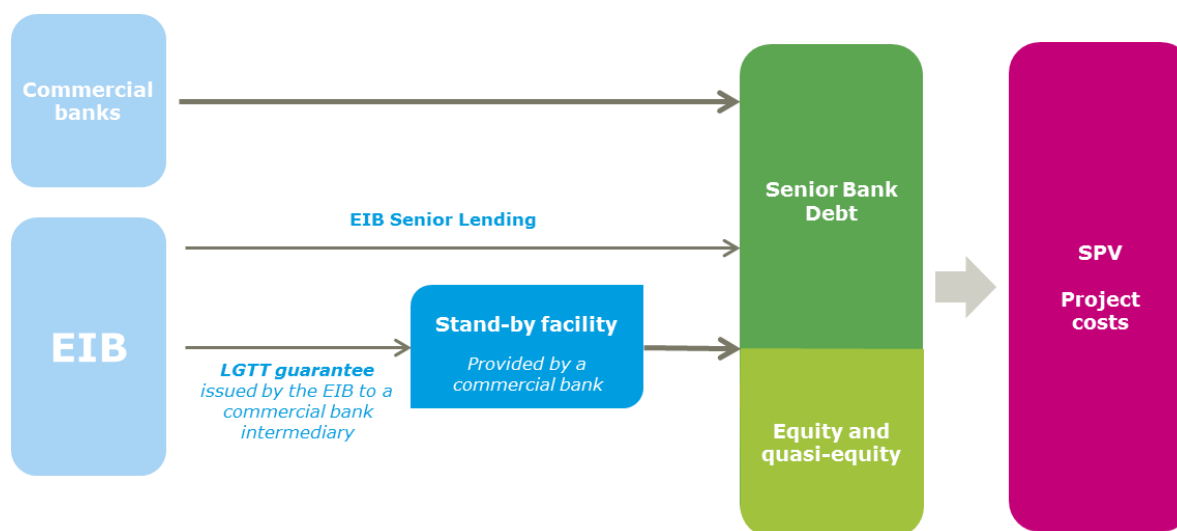 Commercial
banks
EIB Senior Lending
EIB
LGTT guarantee
issued by the EIB to a
commercial bank
intermediary
Stand-by facility
Provided by a
commercial bank
Senior Bank
Debt
Equity and
quasi-equity
SPV
Project
costs